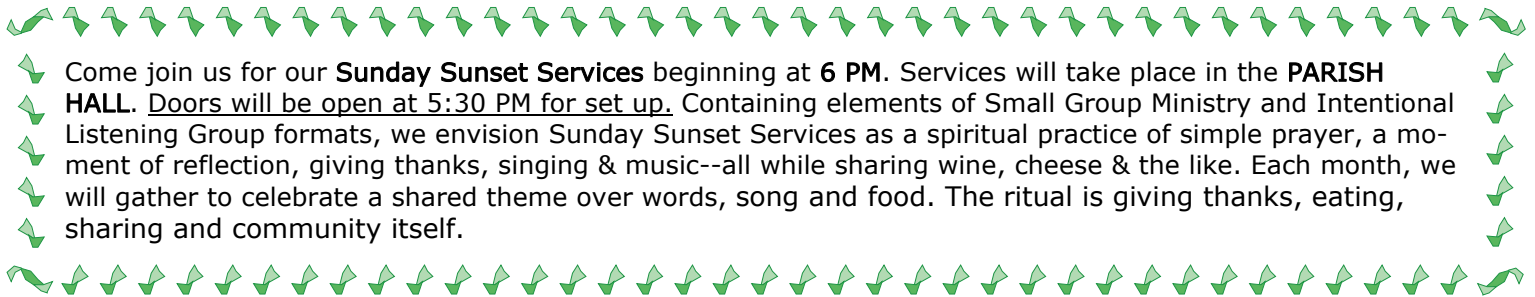 Come join us for our Sunday Sunset Services beginning at 6 PM. Services will take place in the PARISH
HALL. Doors will be open at 5:30 PM for set up. Containing elements of Small Group Ministry and Intentional
Listening Group formats, we envision Sunday Sunset Services as a spiritual practice of simple prayer, a mo-
ment of reflection, giving thanks, singing & music--all while sharing wine, cheese & the like. Each month, we
will gather to celebrate a shared theme over words, song and food. The ritual is giving thanks, eating,
sharing and community itself.